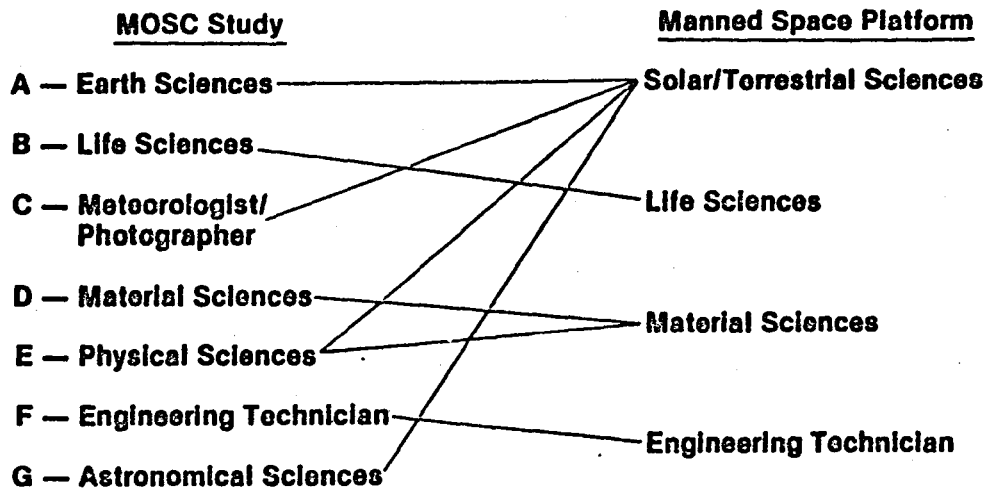 MOSC Study
A — Earth Sciences
B — Life Sciences
C — Meteorologist/
Photographer
D — Material Sciences
E — Physical Sciences
F — Engineering Technician
G — Astronomical Sciences
Manned Space Platform
Solar/Terrestrial Sciences
Life Sciences
Material Sciences
Engineering Technician